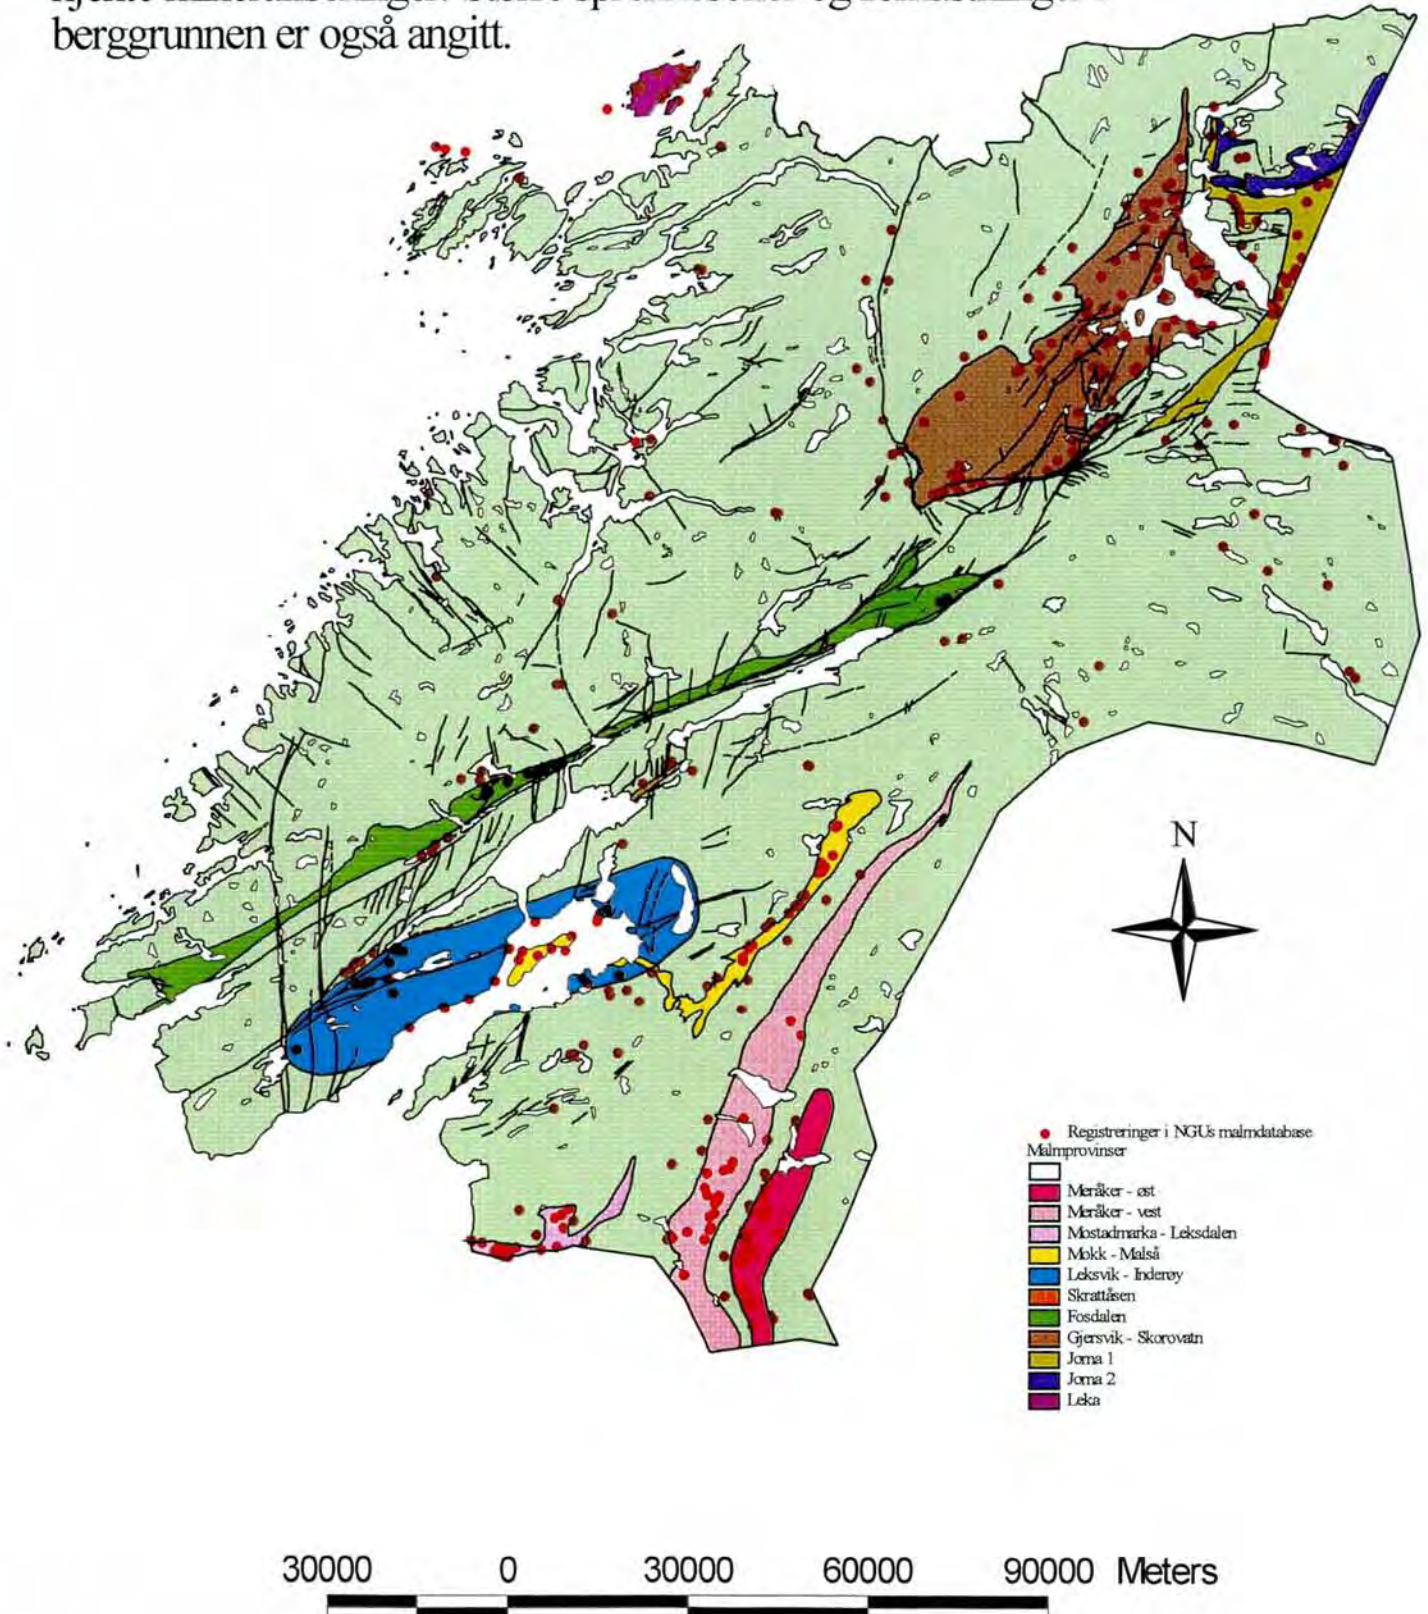 berggrunnen er også angitt.
N
Registreringer i NGUs malmdatabase
Malmprovinser
Meråker - øst
Meråker - vest
Mostadmarka - Leksdalen
Mokk - Malså
Leksvik - Inderøy
Skrattåsen
Fosdalen
Gjersvik - Skorovatn
Joma 1
Joma 2
Leka
30000 0 30000 60000 90000 Meters